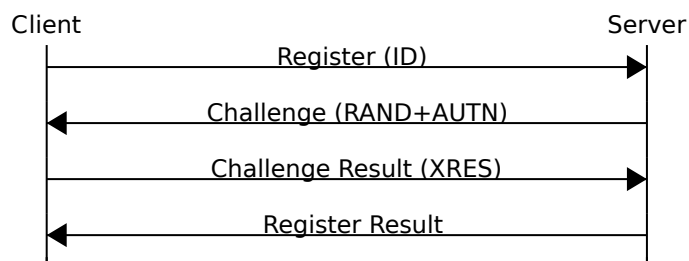 Client
Server
Register (ID)
Challenge (RAND+AUTN)
Challenge Result (XRES)
Register Result